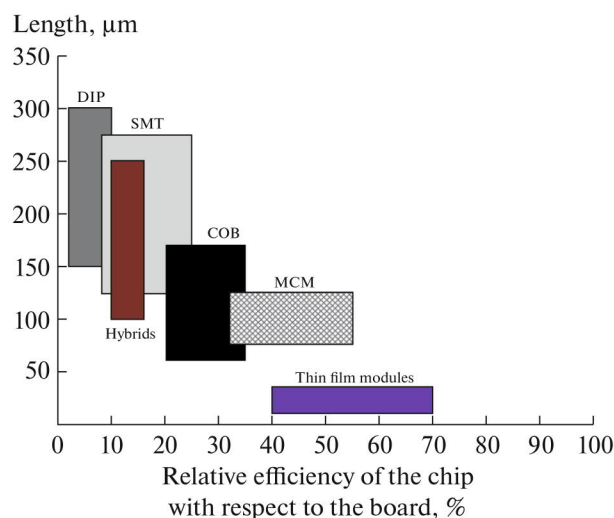 Length, µm
350
300
250
200
150
100
50
DIP
SMT
COB
MCM
Hybrids
Thin film modules
0 10 20 30 40 50 60 70 80 90 100
Relative efficiency of the chip
with respect to the board, %